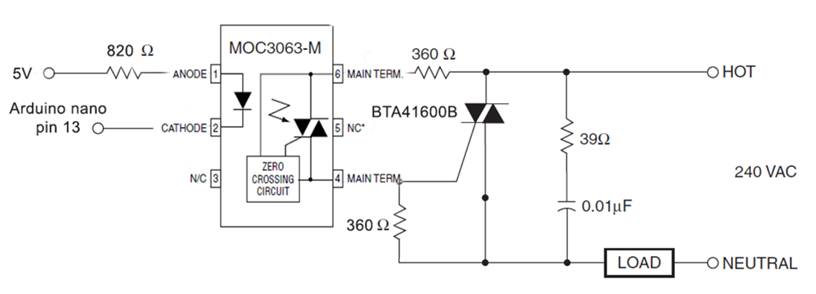 820 Ω
MOC3063-M
360 Ω
5V
ANODE 1
6 MAIN TERM.
HOT
Arduino nano
pin 13
BTA41600B
CATHODE 2
5 NC*
39Ω
ZERO
CROSSING
CIRCUIT
240 VAC
N/C 3
4 MAIN TERM
0.01µF
360 Ω
LOAD
NEUTRAL